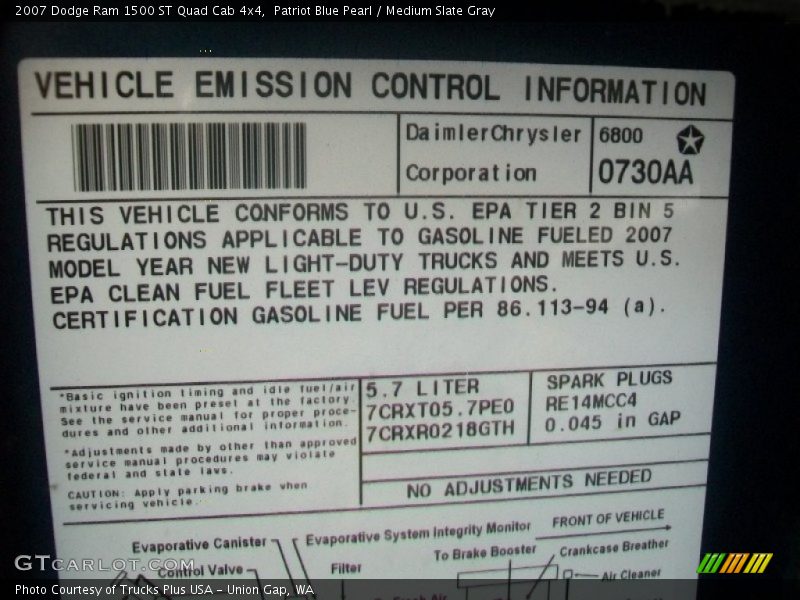 2007 Dodge Ram 1500 ST Quad Cab 4x4, Patriot Blue Pearl / Medium Slate Gray
VEHICLE EMISSION CONTROL INFORMATION
DaimlerChrysler
Corporation
6800
0730AA
THIS VEHICLE CONFORMS TO U.S. EPA TIER 2 BIN 5
REGULATIONS APPLICABLE TO GASOLINE FUELED 2007
MODEL YEAR NEW LIGHT-DUTY TRUCKS AND MEETS U.S.
EPA CLEAN FUEL FLEET LEV REGULATIONS.
CERTIFICATION GASOLINE FUEL PER 86.113-94 (a).
*Basic ignition timing and idle fuel/air
mixture have been preset at the factory.
See the service manual for proper proce-
dures and other additional information.
*Adjustments made by other than approved
service manual procedures may violate
federal and state laws.
CAUTION: Apply parking brake when
servicing vehicle.
5.7 LITER
7CRXT05.7PE0
7CRXR0218GTH
SPARK PLUGS
RE14MCC4
0.045 in GAP
NO ADJUSTMENTS NEEDED
Evaporative Canister
Evaporative System Integrity Monitor
FRONT OF VEHICLE
To Brake Booster
Crankcase Breather
Control Valve
Filter
Air Cleaner
Fresh Air
GTcarlot.com
Photo Courtesy of Trucks Plus USA - Union Gap, WA